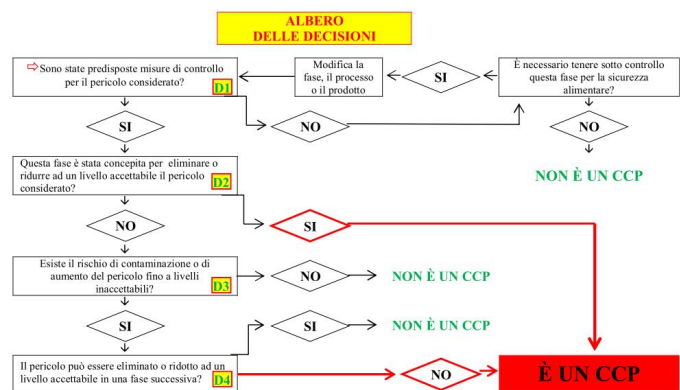 ALBERO
DELLE DECISIONI
⇨Sono state predisposte misure di controllo
per il pericolo considerato?
D1
Modifica la
fase, il processo
o il prodotto
SI
È necessario tenere sotto controllo
questa fase per la sicurezza
alimentare?
SI
NO
NO
NON È UN CCP
Questa fase è stata concepita per eliminare o
ridurre ad un livello accettabile il pericolo
considerato?
D2
NO
SI
Esiste il rischio di contaminazione o di
aumento del pericolo fino a livelli
inaccettabili?
D3
NO
NON È UN CCP
SI
SI
NON È UN CCP
Il pericolo può essere eliminato o ridotto ad un
livello accettabile in una fase successiva?
D4
NO
È UN CCP